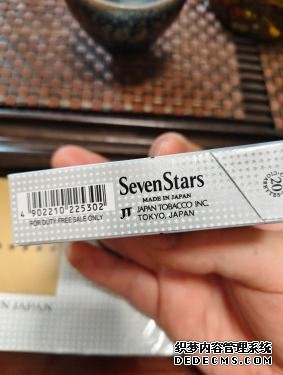 SevenStars
MADE IN JAPAN
JT JAPAN TOBACCO INC.
TOKYO, JAPAN
4 902210 225302
FOR DUTY FREE SALE ONLY
20
N JAPAN
织梦内容管理系统
DEDECMS.COM